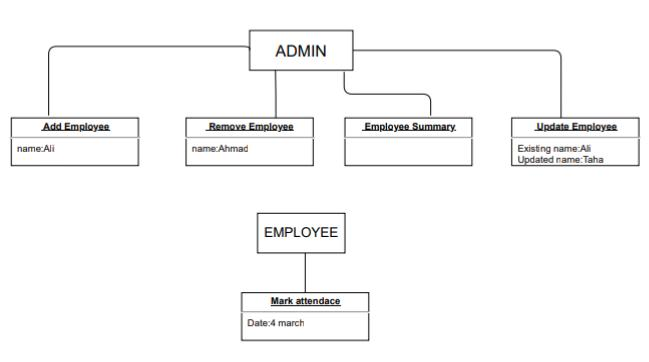 ADMIN
Add Employee
name:Ali
Remove Employee
name:Ahmad
Employee Summary
Update Employee
Existing name:Ali
Updated name:Taha
EMPLOYEE
Mark attendace
Date:4 march